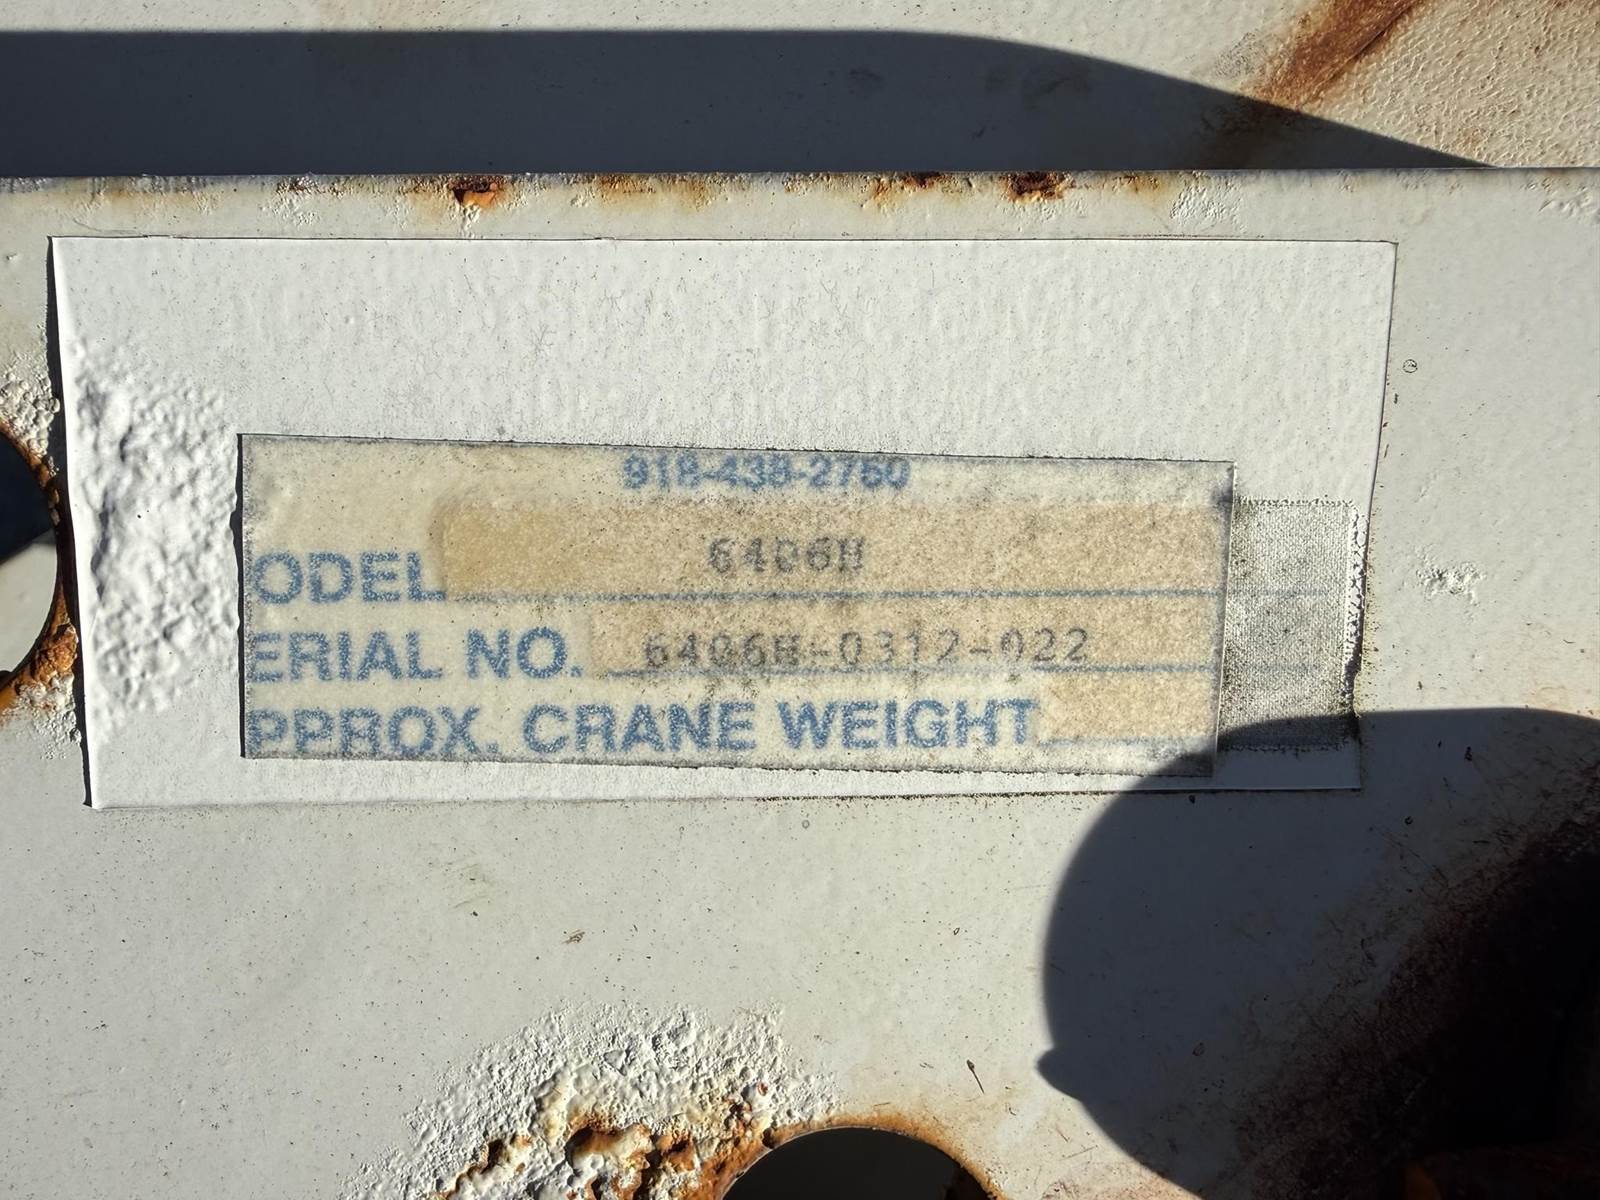 918-438-2760
ODEL 6406H
ERIAL NO. 6406H-0312-022
PPROX. CRANE WEIGHT